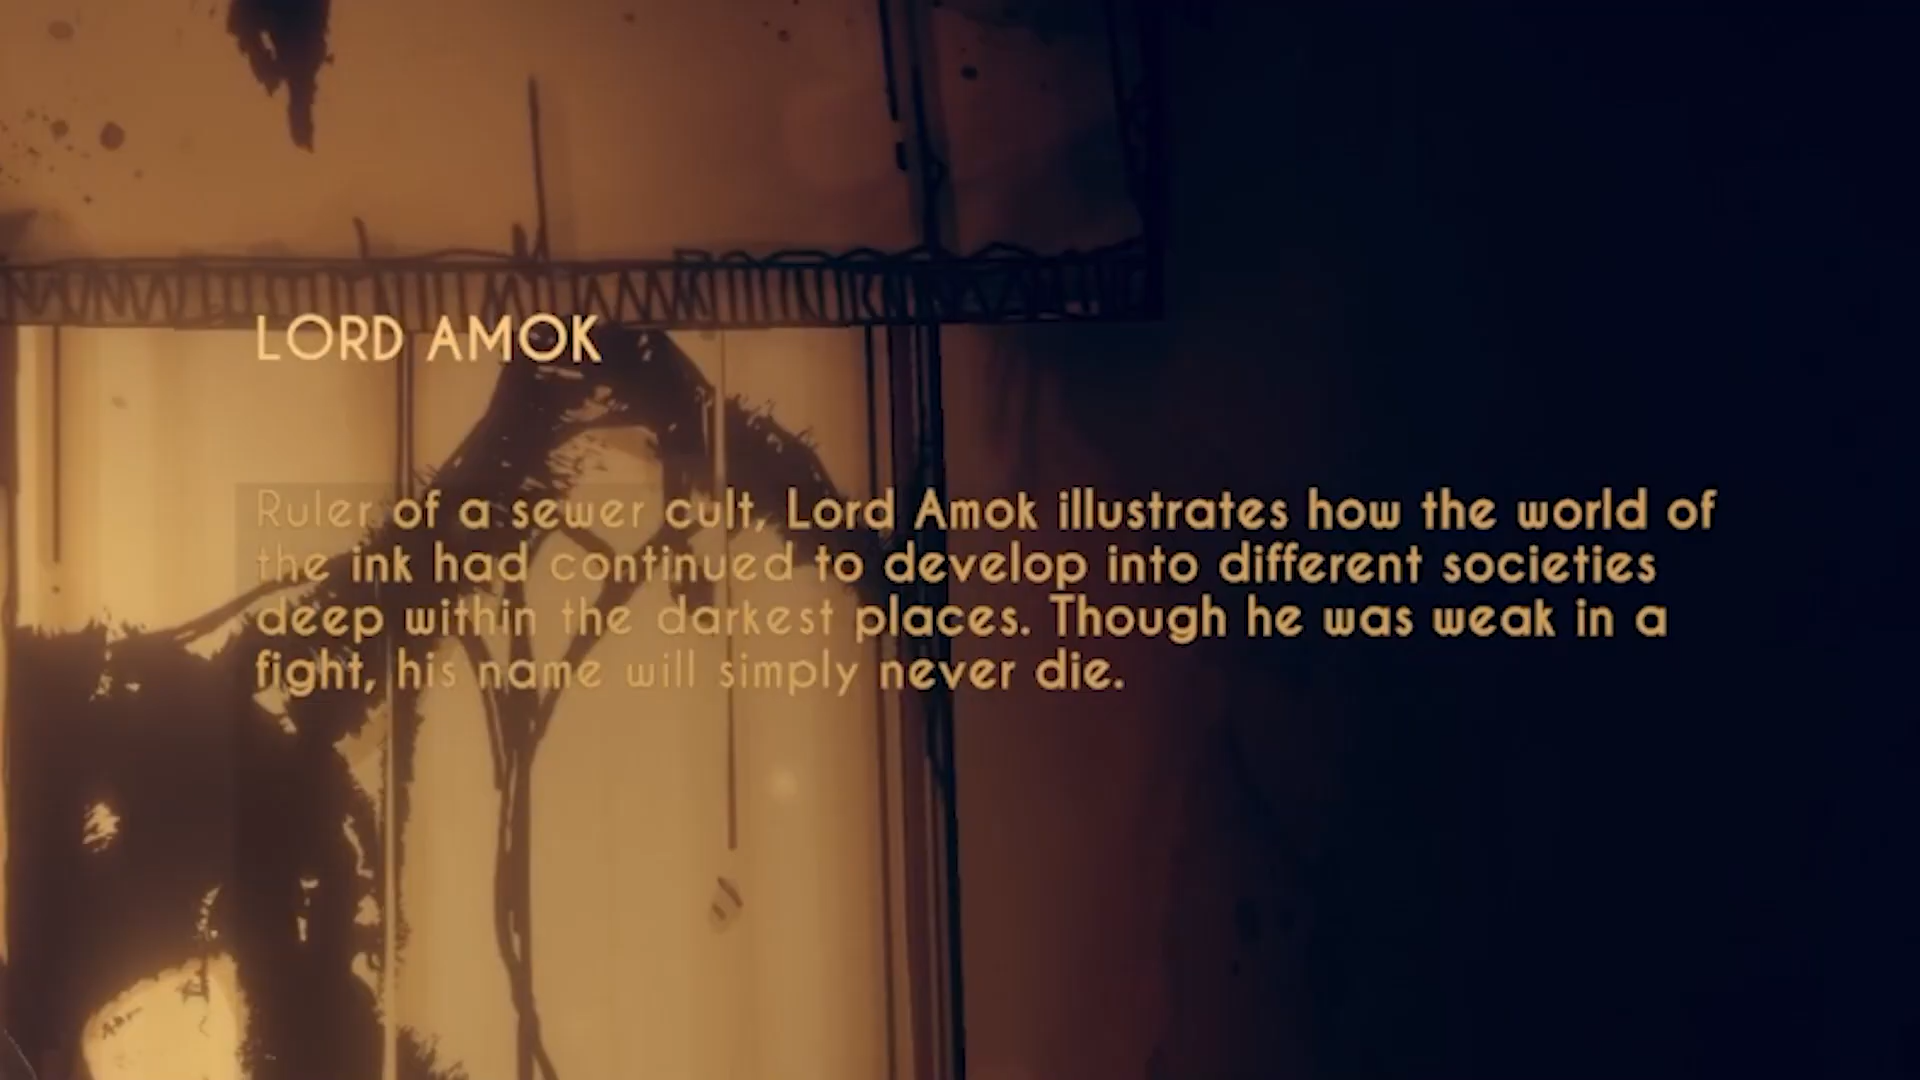 LORD AMOK
Ruler of a sewer cult, Lord Amok illustrates how the world of
the ink had continued to develop into different societies
deep within the darkest places. Though he was weak in a
fight, his name will simply never die.